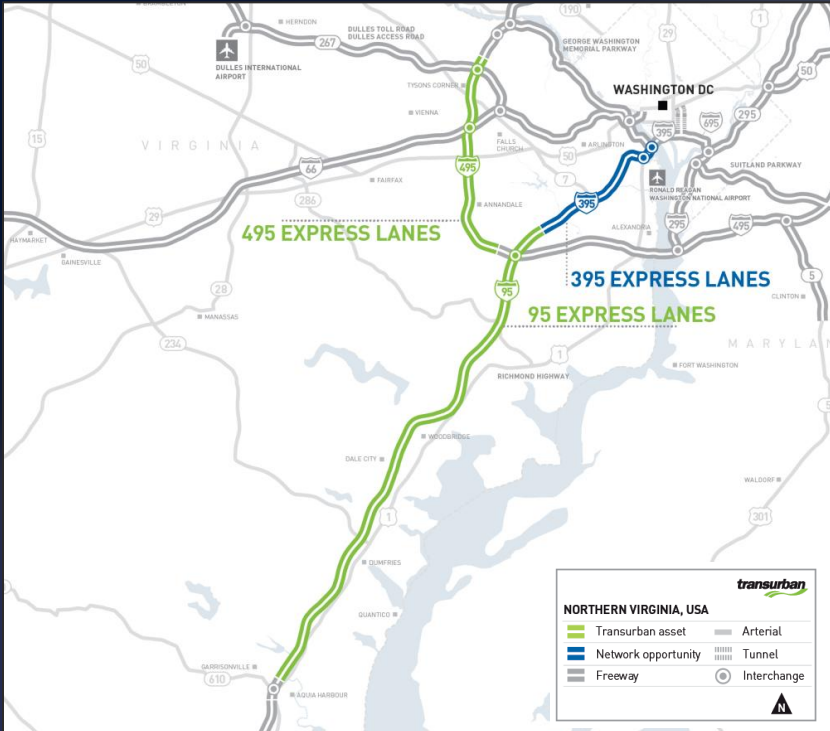 HERNDON
267
DULLES TOLL ROAD
DULLES ACCESS ROAD
190
1
29
GEORGE WASHINGTON
MEMORIAL PARKWAY
50
DULLES INTERNATIONAL
AIRPORT
TYSONS CORNER
50
WASHINGTON DC
VIENNA
295
695
395
15
VIRGINIA
FALLS
CHURCH
ARLINGTON
50
66
495
7
SUITLAND PARKWAY
FAIRFAX
RONALD REAGAN
WASHINGTON NATIONAL AIRPORT
286
395
29
ANNANDALE
295
495
ALEXANDRIA
495 EXPRESS LANES
HAYMARKET
GAINESVILLE
5
395 EXPRESS LANES
28
95
CLINTON
95 EXPRESS LANES
MANASSAS
234
MARYLAN
1
FORT WASHINGTON
RICHMOND HIGHWAY
5
WOODBRIDGE
DALE CITY
WALDORF
1
301
DUMFRIES
transurban
NORTHERN VIRGINIA, USA
QUANTICO
Transurban asset
Arterial
Network opportunity
Tunnel
GARRISONVILLE
Freeway
Interchange
610
AQUIA HARBOUR
N